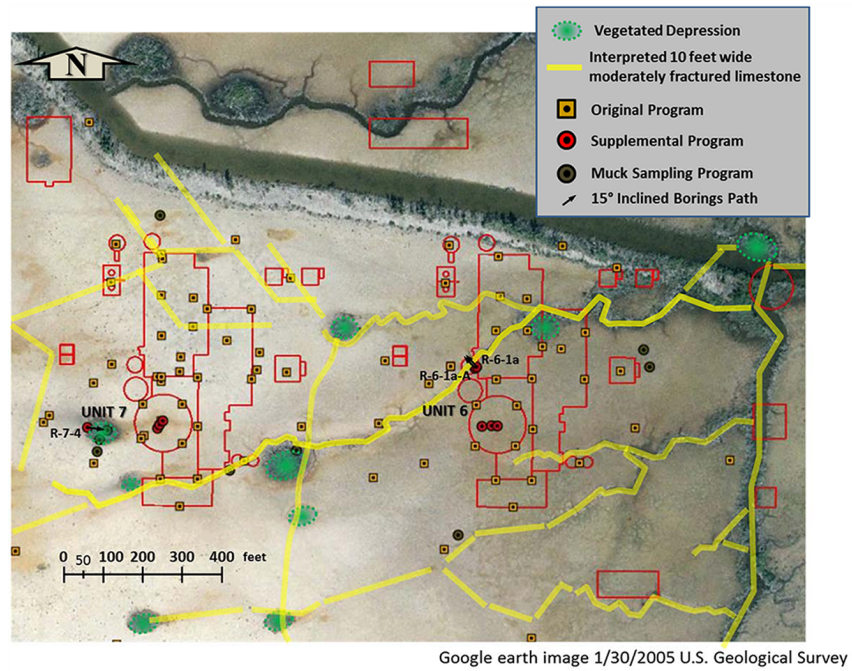 Vegetated Depression
Interpreted 10 feet wide
moderately fractured limestone
Original Program
Supplemental Program
Muck Sampling Program
15° Inclined Borings Path
N
R-6-1a
R-6-1a-A
UNIT 7
UNIT 6
R-7-4
0 50 100 200 300 400 feet
Google earth image 1/30/2005 U.S. Geological Survey